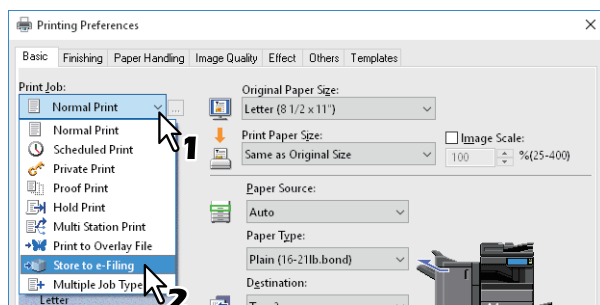 Printing Preferences
Basic Finishing Paper Handling Image Quality Effect Others Templates
Print Job:
Normal Print
...
Normal Print
Scheduled Print
Private Print
Proof Print
Hold Print
Multi Station Print
Print to Overlay File
Store to e-Filing
Multiple Job Type
Letter
1
2
Original Paper Size:
Letter (8 1/2 x 11")
Print Paper Size:
Same as Original Size
Image Scale:
100 %(25-400)
Paper Source:
Auto
Paper Type:
Plain (16-21lb.bond)
Destination: